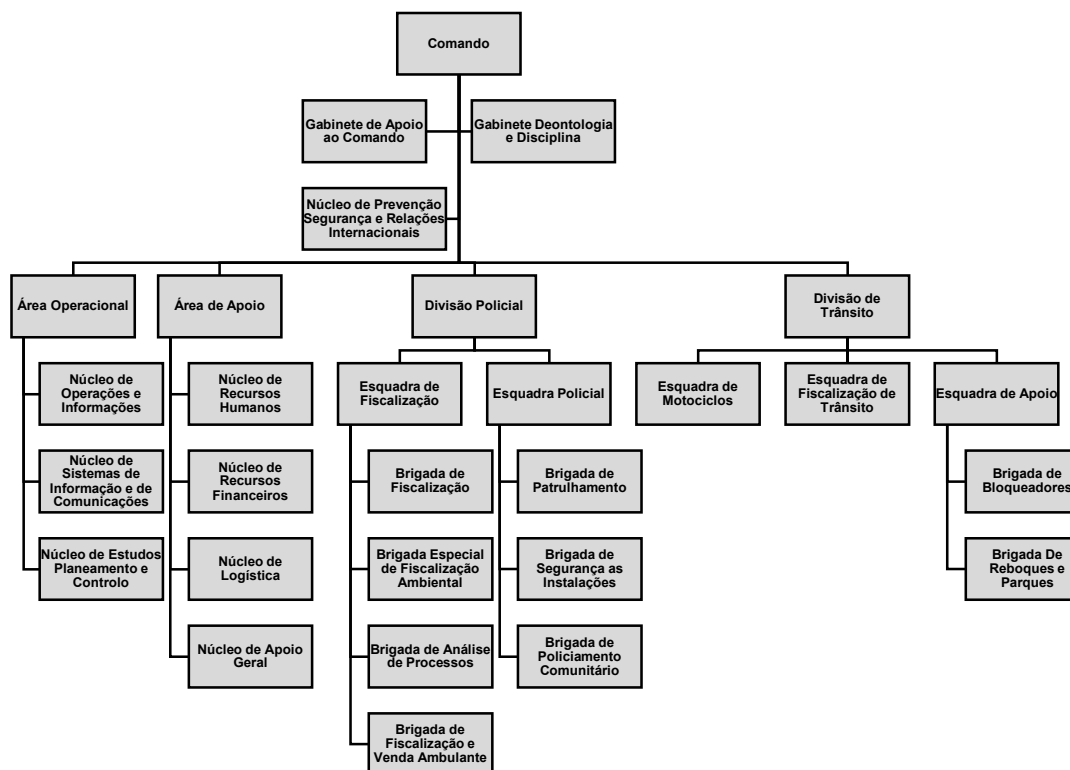 Comando
Gabinete de Apoio
ao Comando
Gabinete Deontologia
e Disciplina
Núcleo de Prevenção
Segurança e Relações
Internacionais
Área Operacional
Área de Apoio
Divisão Policial
Divisão de
Trânsito
Núcleo de
Operações e
Informações
Núcleo de
Recursos
Humanos
Esquadra de
Fiscalização
Esquadra Policial
Esquadra de
Motociclos
Esquadra de
Fiscalização de
Trânsito
Esquadra de Apoio
Núcleo de
Sistemas de
Informação e de
Comunicações
Núcleo de
Recursos
Financeiros
Brigada de
Fiscalização
Brigada de
Patrulhamento
Brigada de
Bloqueadores
Núcleo de Estudos
Planeamento e
Controlo
Núcleo de
Logística
Brigada Especial
de Fiscalização
Ambiental
Brigada de
Segurança as
Instalações
Brigada De
Reboques e
Parques
Núcleo de Apoio
Geral
Brigada de Análise
de Processos
Brigada de
Policiamento
Comunitário
Brigada de
Fiscalização e
Venda Ambulante